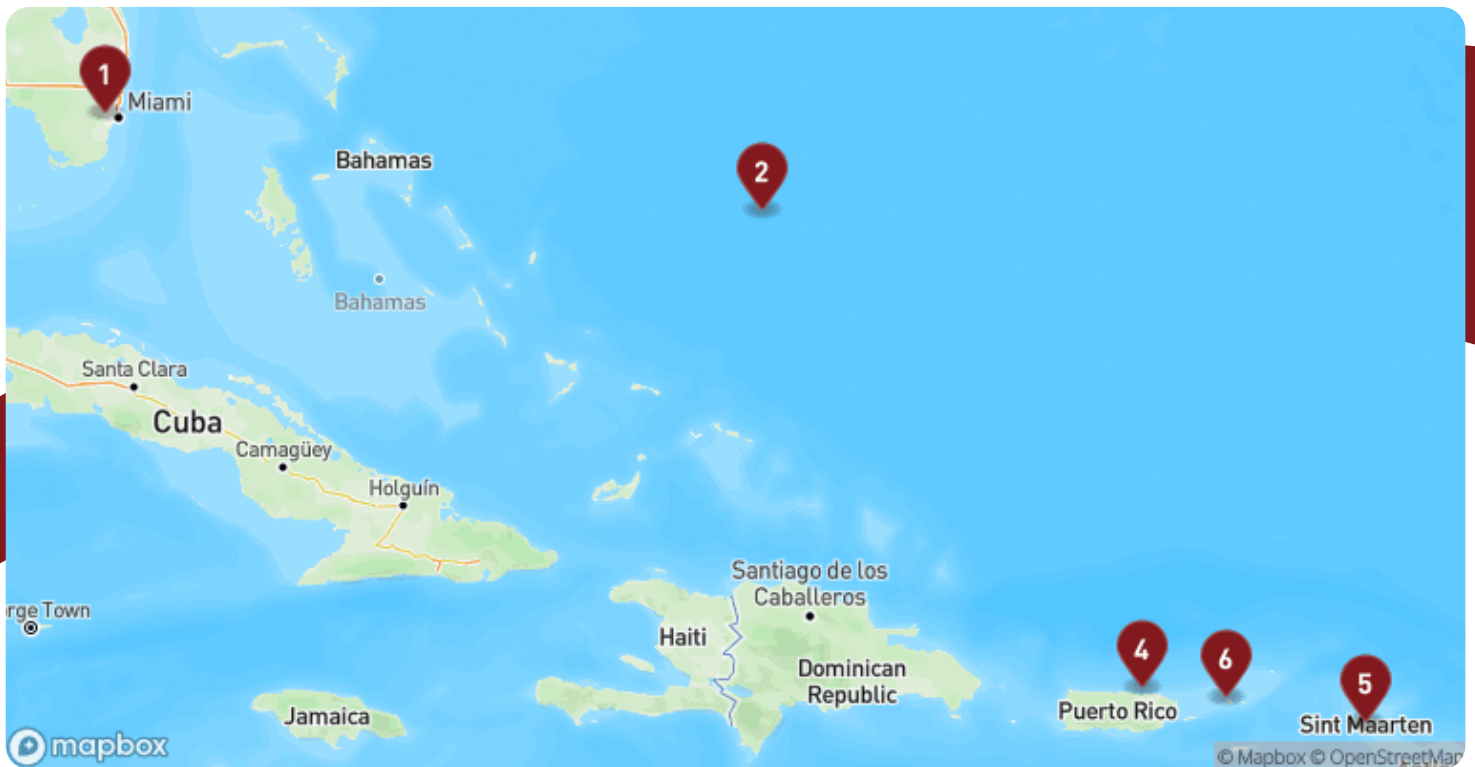 1
Miami
Bahamas
2
Bahamas
Santa Clara
Cuba
Camagüey
Holguín
Santiago de los
Caballeros
rge Town
Haiti
4
6
Dominican
Republic
5
Jamaica
Puerto Rico
Sint Maarten
mapbox
© Mapbox © OpenStreetMap